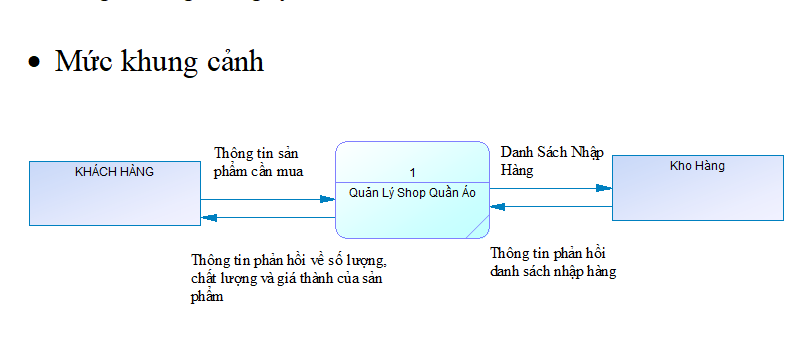 • Mức khung cảnh
KHÁCH HÀNG
Thông tin sản
phẩm cần mua
1
Quản Lý Shop Quần Áo
Danh Sách Nhập
Hàng
Kho Hàng
Thông tin phản hồi về số lượng,
chất lượng và giá thành của sản
phẩm
Thông tin phản hồi
danh sách nhập hàng